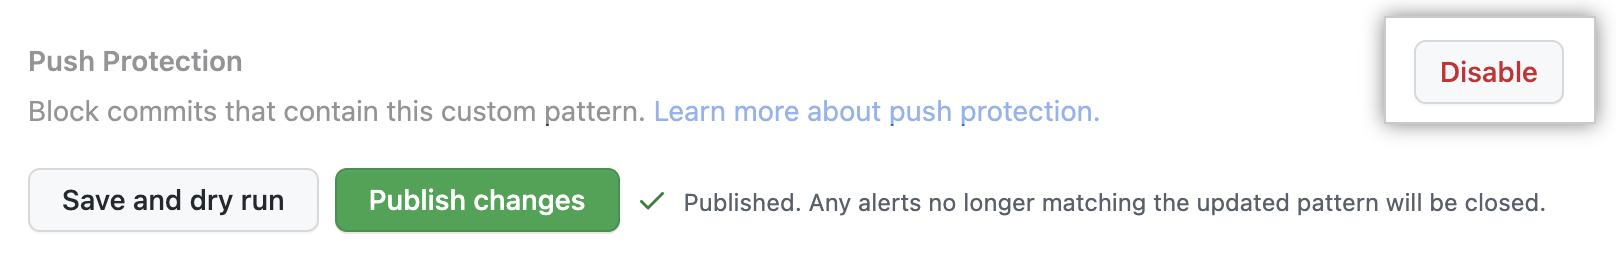 Push Protection
Disable
Block commits that contain this custom pattern. Learn more about push protection.
Save and dry run
Publish changes
Published. Any alerts no longer matching the updated pattern will be closed.